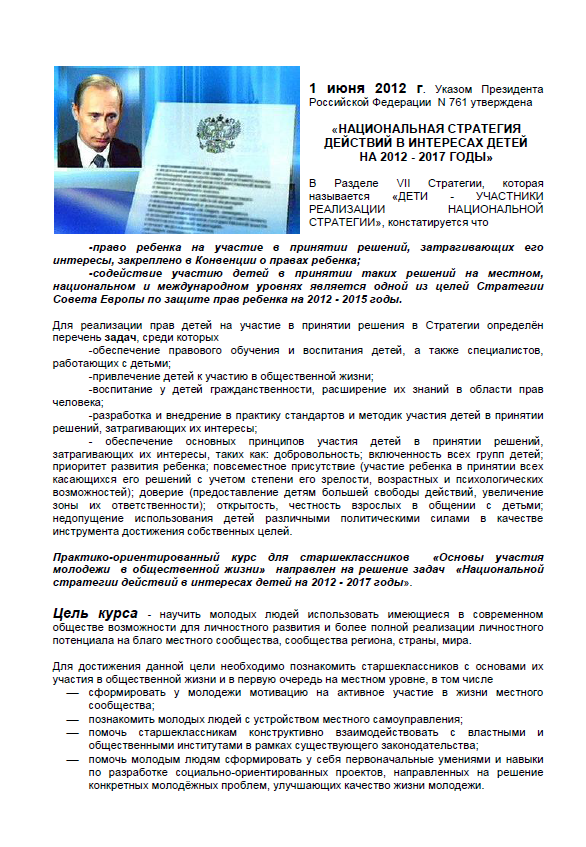 1 июня 2012 г. Указом Президента
Российской Федерации N 761 утверждена
«НАЦИОНАЛЬНАЯ СТРАТЕГИЯ
ДЕЙСТВИЙ В ИНТЕРЕСАХ ДЕТЕЙ
НА 2012 - 2017 ГОДЫ»
В Разделе VII Стратегии, которая
называется «ДЕТИ - УЧАСТНИКИ
РЕАЛИЗАЦИИ НАЦИОНАЛЬНОЙ
СТРАТЕГИИ», констатируется что
-право ребенка на участие в принятии решений, затрагивающих его
интересы, закреплено в Конвенции о правах ребенка;
-содействие участию детей в принятии таких решений на местном,
национальном и международном уровнях является одной из целей Стратегии
Совета Европы по защите прав ребенка на 2012 - 2015 годы.
Для реализации прав детей на участие в принятии решения в Стратегии определён
перечень задач, среди которых
-обеспечение правового обучения и воспитания детей, а также специалистов,
работающих с детьми;
-привлечение детей к участию в общественной жизни;
-воспитание у детей гражданственности, расширение их знаний в области прав
человека;
-разработка и внедрение в практику стандартов и методик участия детей в принятии
решений, затрагивающих их интересы;
- обеспечение основных принципов участия детей в принятии решений,
затрагивающих их интересы, таких как: добровольность; включенность всех групп детей;
приоритет развития ребенка; повсеместное присутствие (участие ребенка в принятии всех
касающихся его решений с учетом степени его зрелости, возрастных и психологических
возможностей); доверие (предоставление детям большей свободы действий, увеличение
зоны их ответственности); открытость, честность взрослых в общении с детьми;
недопущение использования детей различными политическими силами в качестве
инструмента достижения собственных целей.
Практико-ориентированный курс для старшеклассников «Основы участия
молодежи в общественной жизни» направлен на решение задач «Национальной
стратегии действий в интересах детей на 2012 - 2017 годы».
Цель курса - научить молодых людей использовать имеющиеся в современном
обществе возможности для личностного развития и более полной реализации личностного
потенциала на благо местного сообщества, сообщества региона, страны, мира.
Для достижения данной цели необходимо познакомить старшеклассников с основами их
участия в общественной жизни и в первую очередь на местном уровне, в том числе
— сформировать у молодежи мотивацию на активное участие в жизни местного
сообщества;
— познакомить молодых людей с устройством местного самоуправления;
— помочь старшеклассникам конструктивно взаимодействовать с властными и
общественными институтами в рамках существующего законодательства;
— помочь молодым людям сформировать у себя первоначальные умениями и навыки
по разработке социально-ориентированных проектов, направленных на решение
конкретных молодёжных проблем, улучшающих качество жизни молодежи.